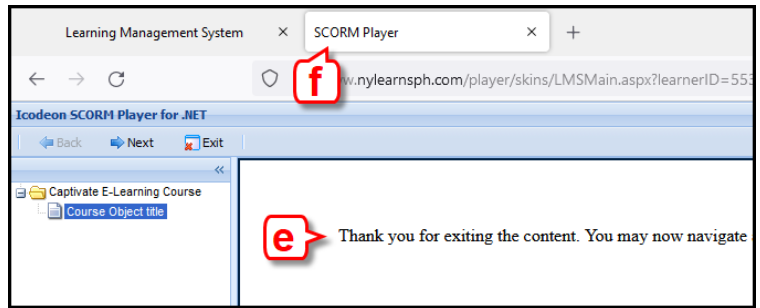 Learning Management System
SCORM Player
f
w.nylearnsph.com/player/skins/LMSMain.aspx?learnerID=553
Icodeon SCORM Player for .NET
Back Next Exit
Captivate E-Learning Course
Course Object title
e
Thank you for exiting the content. You may now navigate